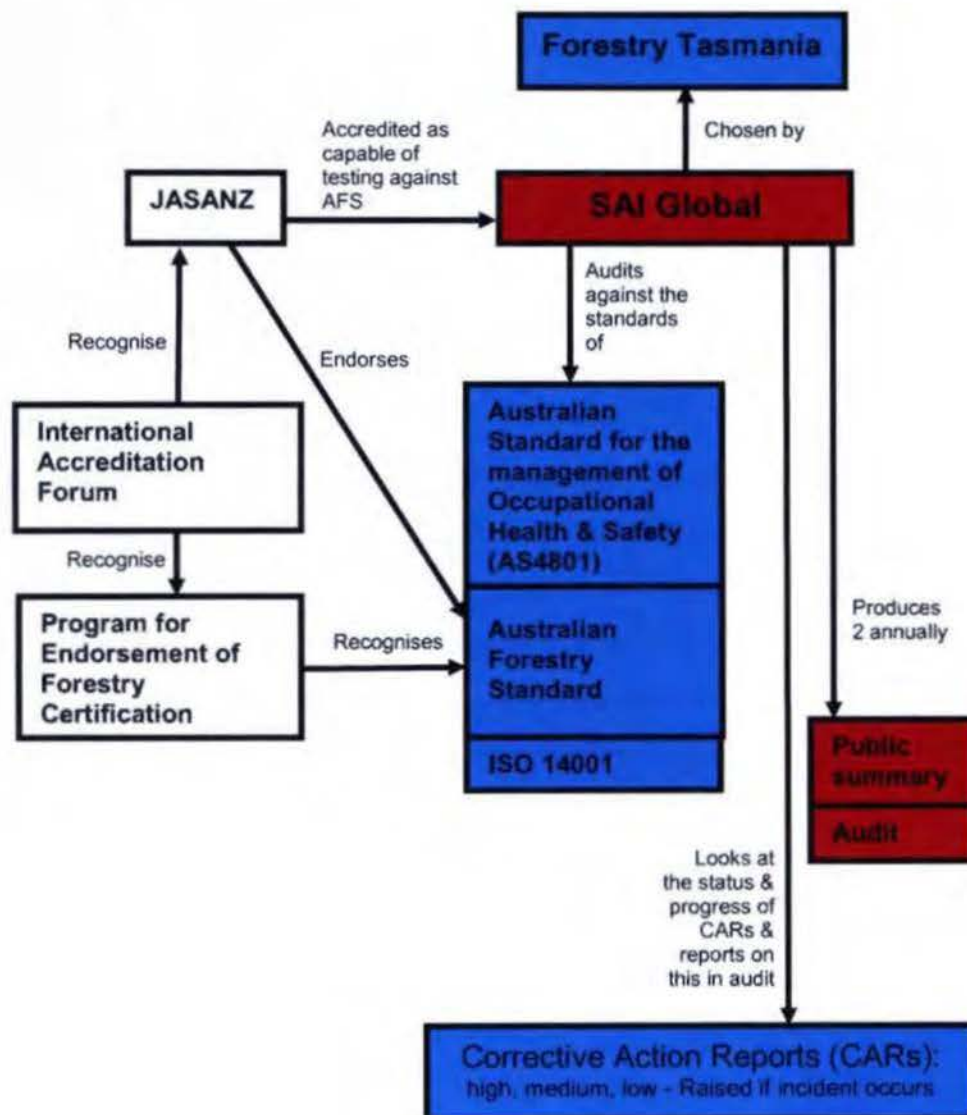 Forestry Tasmania
Chosen by
Accredited as
capable of
testing against
AFS
JASANZ
SAI Global
Audits
against the
standards
of
Recognise
Endorses
International
Accreditation
Forum
Australian
Standard for the
management of
Occupational
Health & Safety
(AS4801)
Recognise
Program for
Endorsement of
Forestry
Certification
Recognises
Australian
Forestry
Standard
ISO 14001
Produces
2 annually
Public
summary
Audit
Looks at
the status &
progress of
CARs &
reports on
this in audit
Corrective Action Reports (CARs):
high, medium, low - Raised if incident occurs